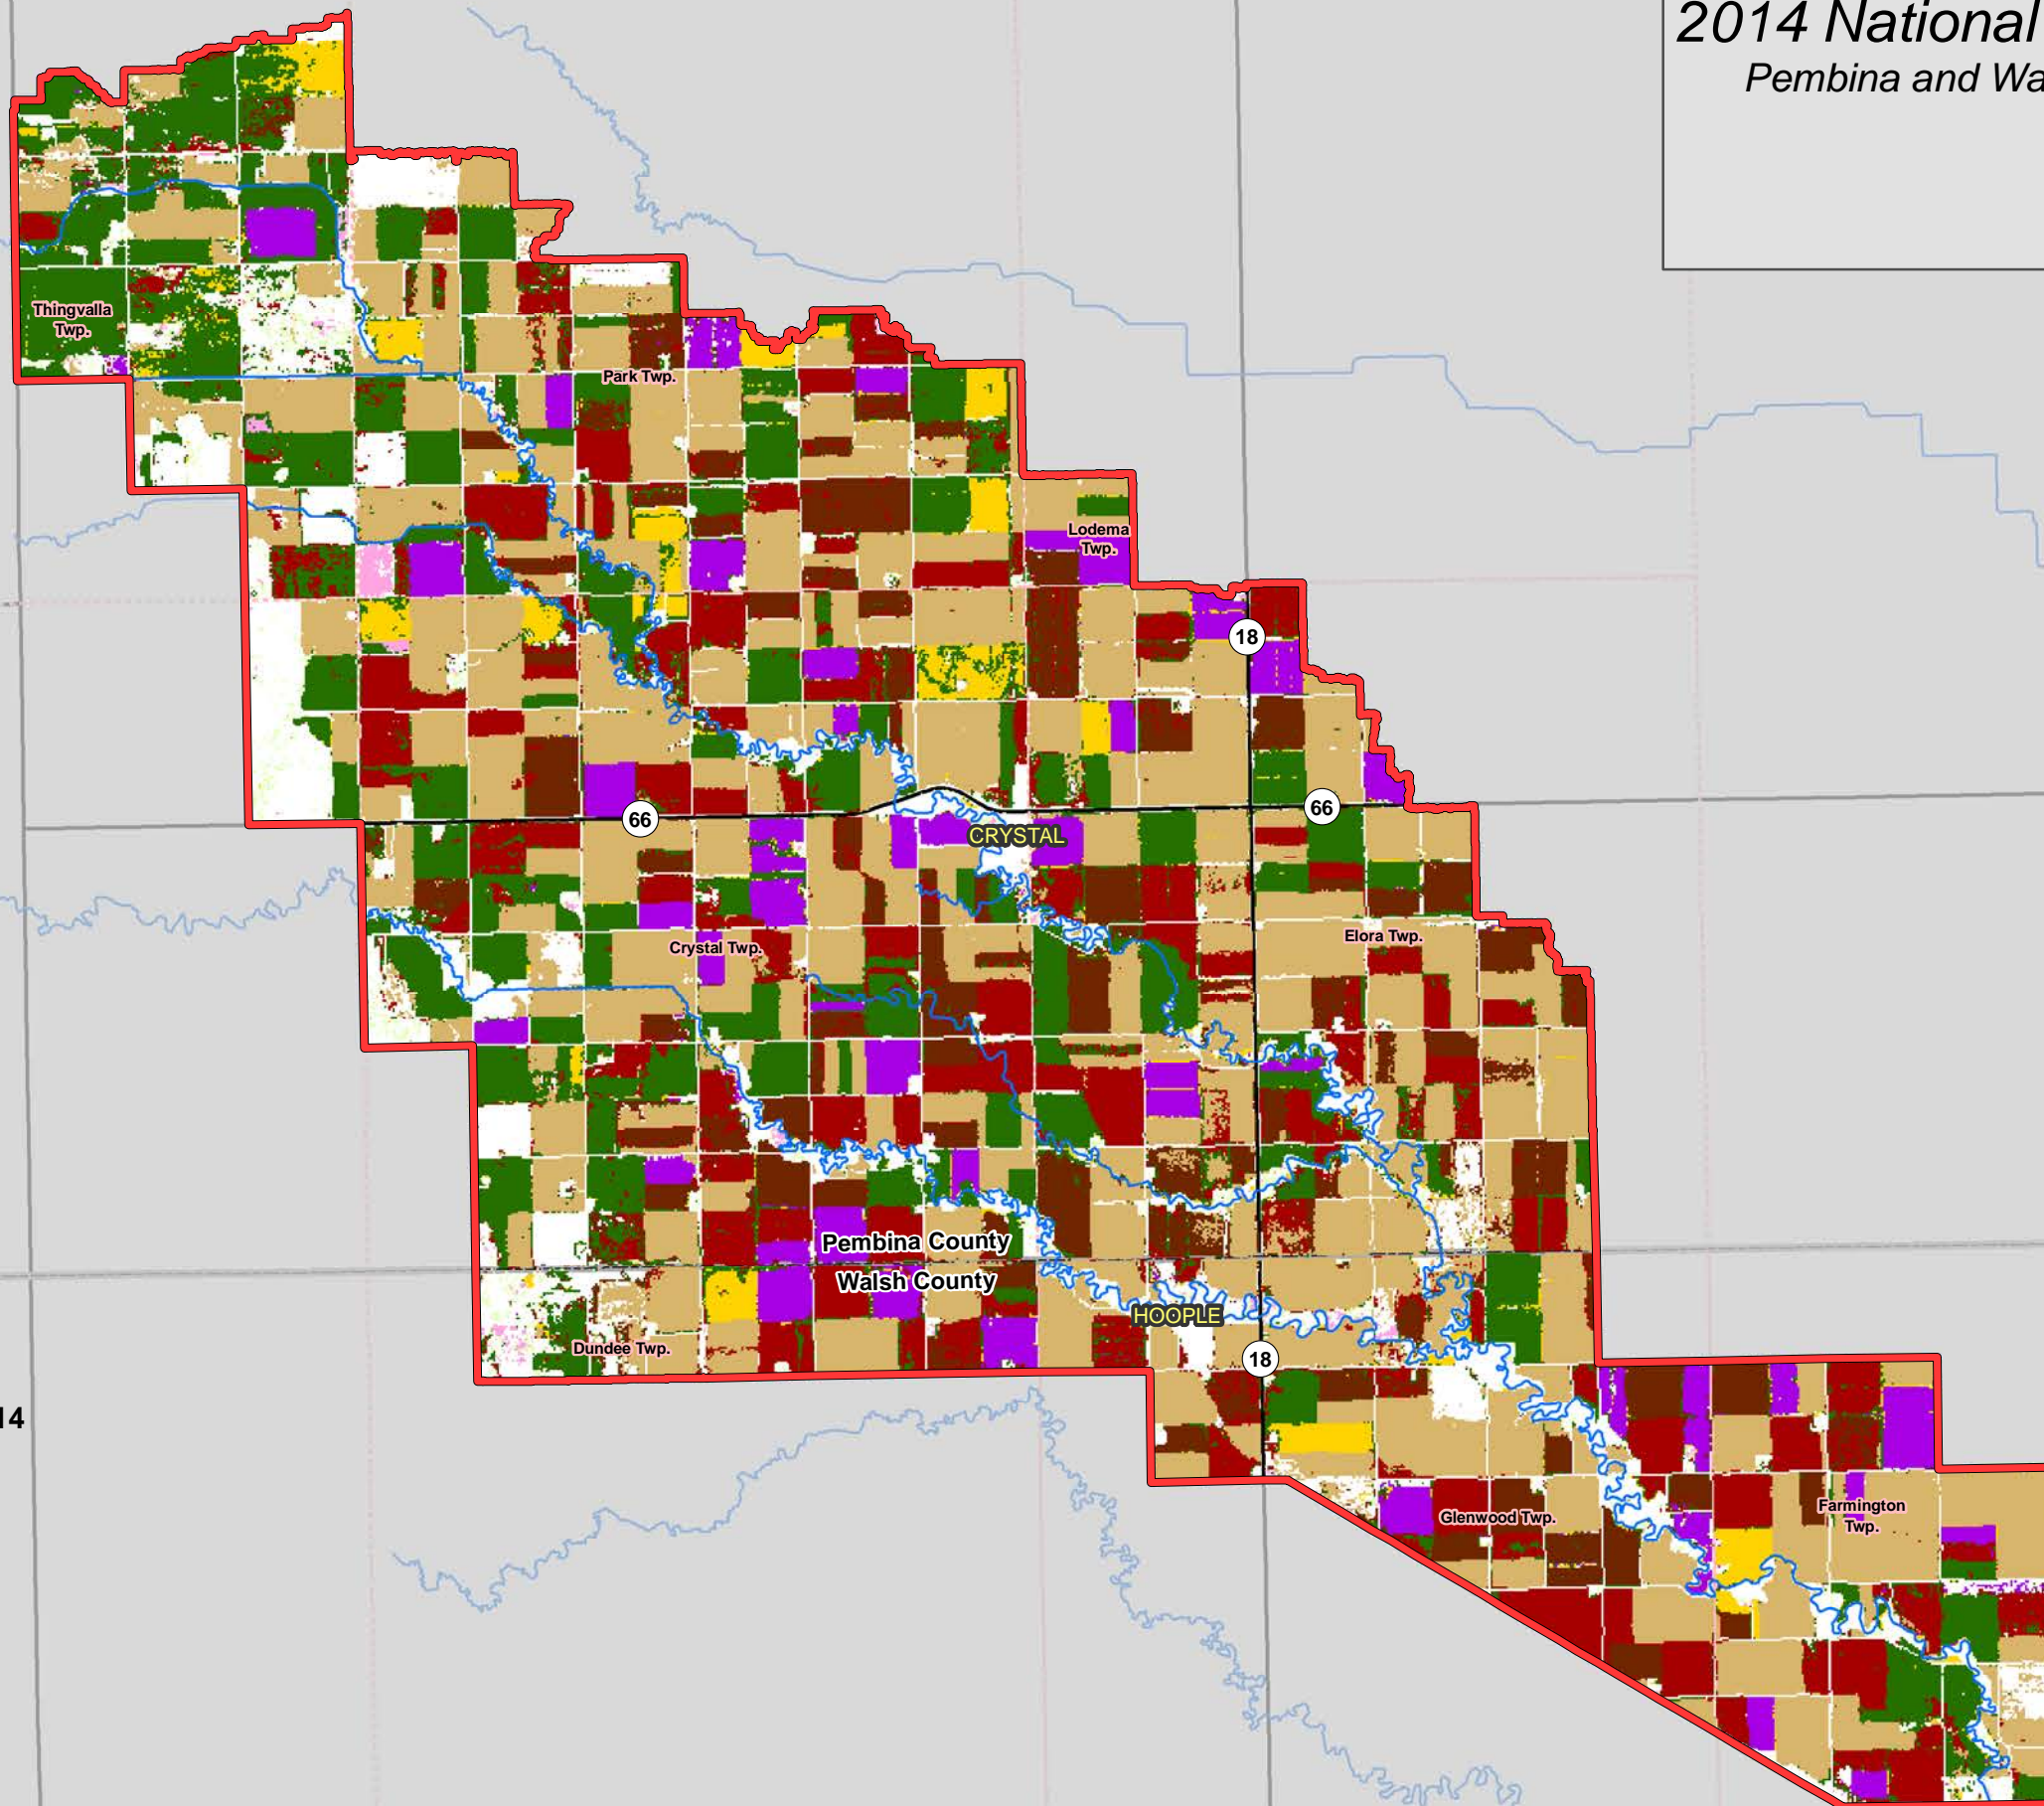 2014 National
Pembina and Wa
Thingvalla
Twp.
Park Twp.
Lodema
Twp.
18
66
66
CRYSTAL
Crystal Twp.
Elora Twp.
Pembina County
Walsh County
HOOPLE
Dundee Twp.
18
14
Glenwood Twp.
Farmington
Twp.